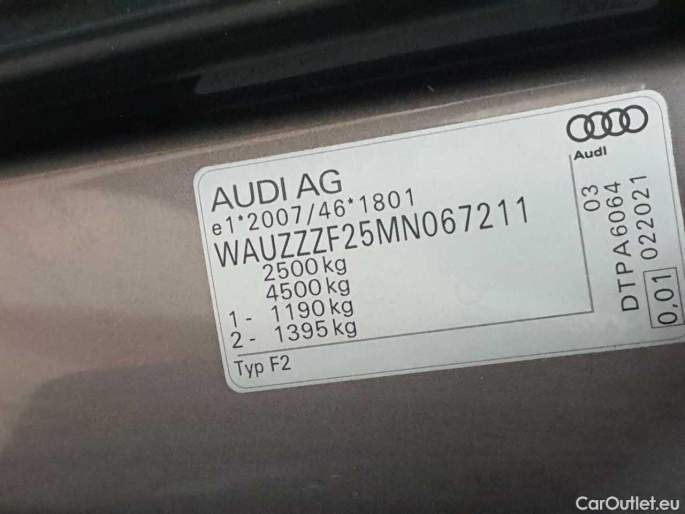 AUDI AG
e1*2007/46*1801
WAUZZZF25MN067211
2500 kg
4500 kg
1 - 1190 kg
2 - 1395 kg
Typ F2
Audi
03
DTPA6064
022021
0,01
CarOutlet.eu